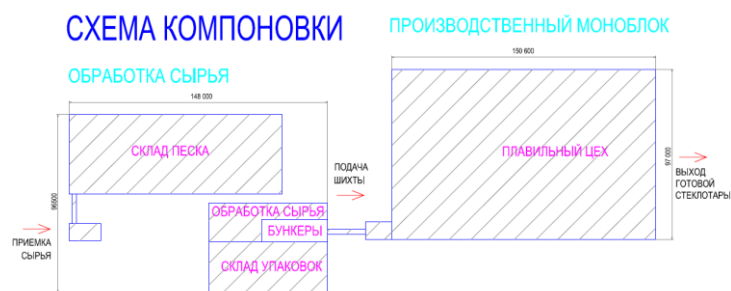 СХЕМА КОМПОНОВКИ
ПРОИЗВОДСТВЕННЫЙ МОНОБЛОК
150 600
ОБРАБОТКА СЫРЬЯ
148 000
СКЛАД ПЕСКА
ПЛАВИЛЬНЫЙ ЦЕХ
97 000
96600
ПОДАЧА
ШИХТЫ
ВЫХОД
ГОТОВОЙ
СТЕКЛОТАРЫ
ОБРАБОТКА СЫРЬЯ
БУНКЕРЫ
ПРИЕМКА
СЫРЬЯ
СКЛАД УПАКОВОК